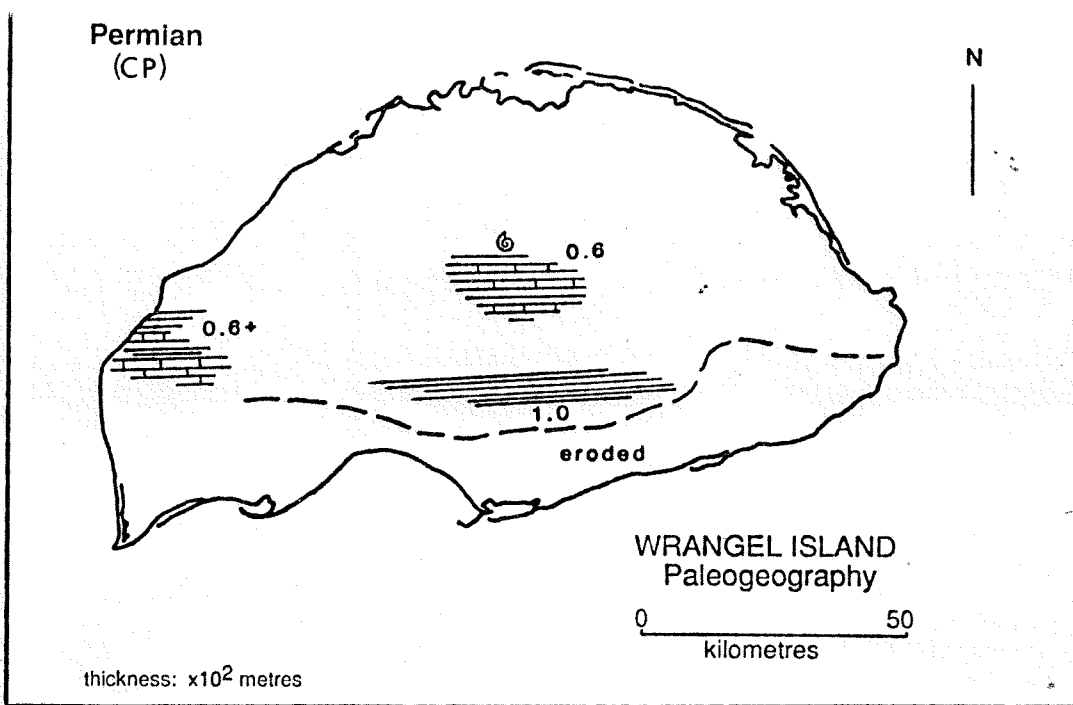 Permian
(CP)
N
0.6
0.6+
1.0
eroded
WRANGEL ISLAND
Paleogeography
0 50
kilometres
thickness: x10² metres